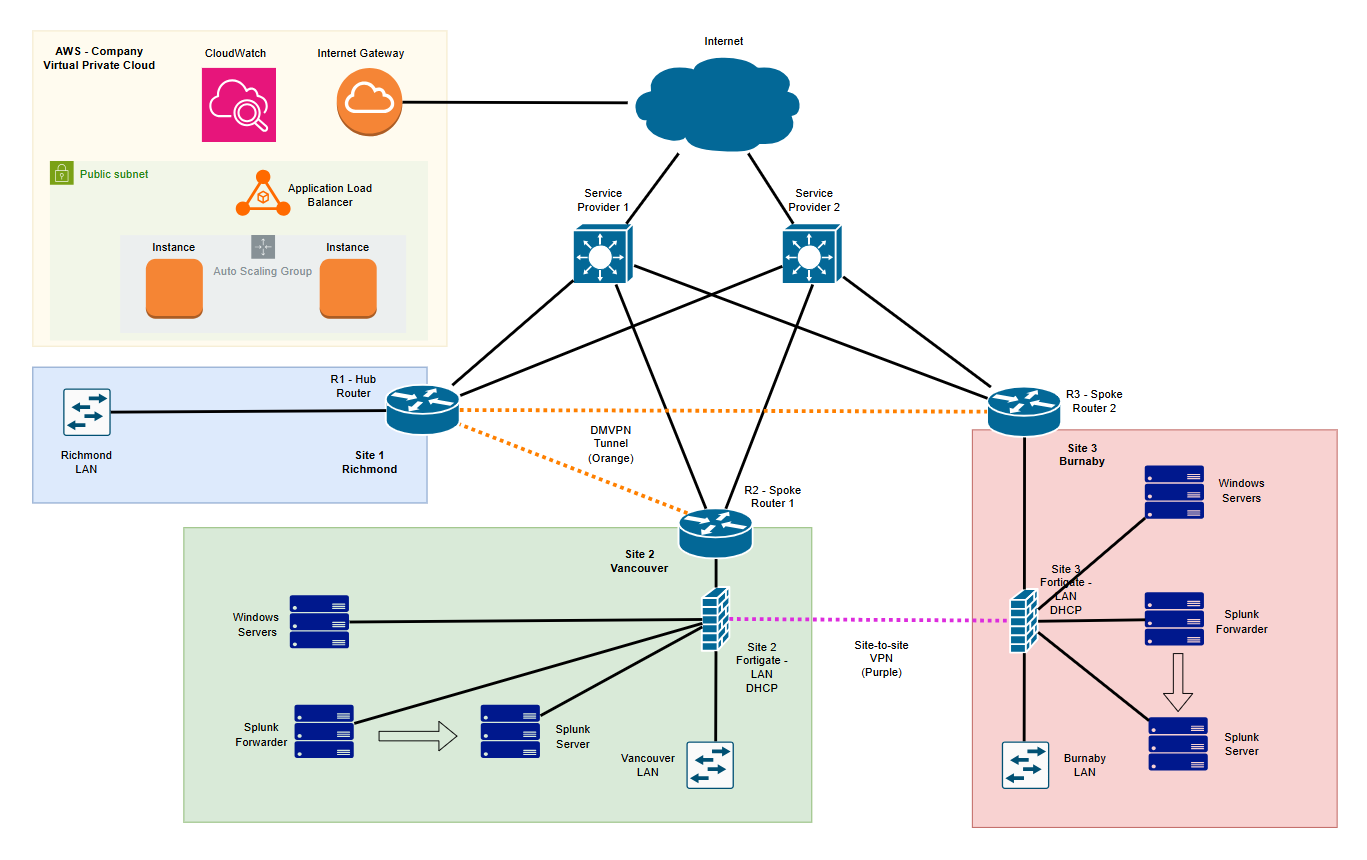 Internet
AWS - Company
Virtual Private Cloud
CloudWatch
Internet Gateway
Public subnet
Application Load
Balancer
Instance
Instance
Auto Scaling Group
Service
Provider 1
Service
Provider 2
R1 - Hub
Router
Richmond
LAN
Site 1
Richmond
DMVPN
Tunnel
(Orange)
R3 - Spoke
Router 2
Site 3
Burnaby
R2 - Spoke
Router 1
Site 2
Vancouver
Windows
Servers
Windows
Servers
Site 3
Fortigate -
LAN
DHCP
Splunk
Forwarder
Site 2
Fortigate -
LAN
DHCP
Site-to-site
VPN
(Purple)
Splunk
Forwarder
Splunk
Server
Vancouver
LAN
Burnaby
LAN
Splunk
Server